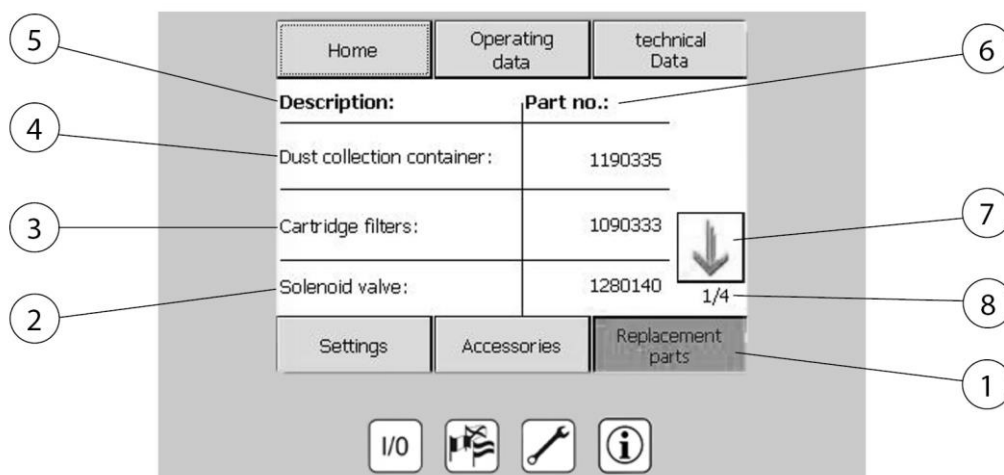 5
Home
Operating
data
technical
Data
6
Description:
Part no.:
4
Dust collection container:
1190335
3
Cartridge filters:
1090333
7
2
Solenoid valve:
1280140
1/4
8
Settings
Accessories
Replacement
parts
1
I/0
i